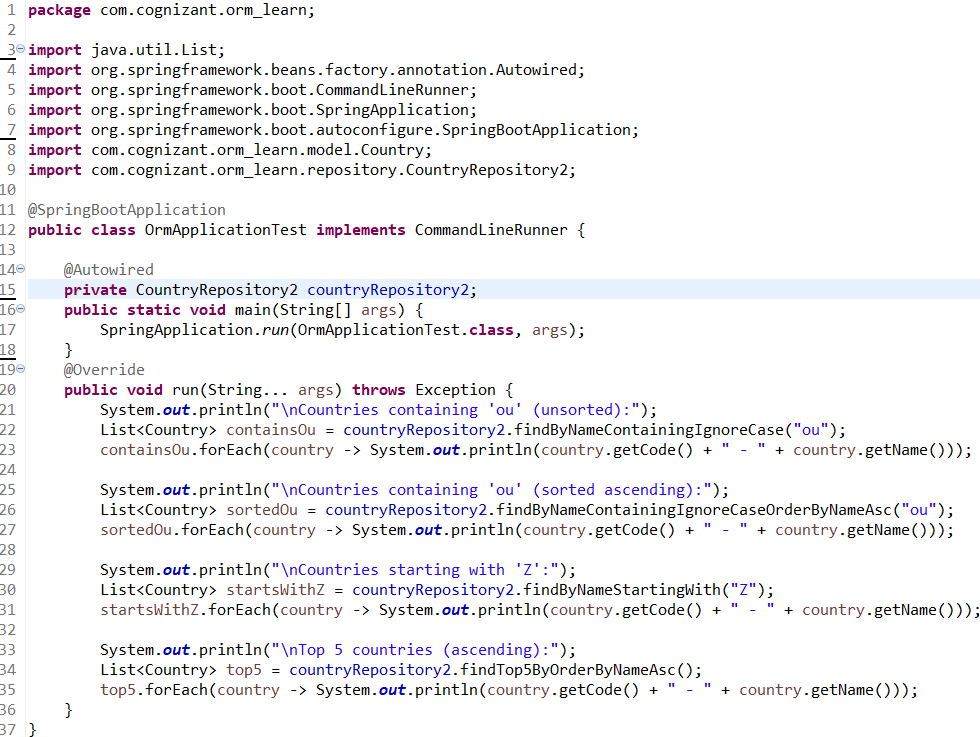 1 package com.cognizant.orm_learn;
2
3 import java.util.List;
4 import org.springframework.beans.factory.annotation.Autowired;
5 import org.springframework.boot.CommandLineRunner;
6 import org.springframework.boot.SpringApplication;
7 import org.springframework.boot.autoconfigure.SpringBootApplication;
8 import com.cognizant.orm_learn.model.Country;
9 import com.cognizant.orm_learn.repository.CountryRepository2;
10
11 @SpringBootApplication
12 public class OrmApplicationTest implements CommandLineRunner {
13
14     @Autowired
15     private CountryRepository2 countryRepository2;
16     public static void main(String[] args) {
17         SpringApplication.run(OrmApplicationTest.class, args);
18     }
19     @Override
20     public void run(String... args) throws Exception {
21         System.out.println("\nCountries containing 'ou' (unsorted):");
22         List<Country> containsOu = countryRepository2.findByNameContainingIgnoreCase("ou");
23         containsOu.forEach(country -> System.out.println(country.getCode() + " - " + country.getName()));
24
25         System.out.println("\nCountries containing 'ou' (sorted ascending):");
26         List<Country> sortedOu = countryRepository2.findByNameContainingIgnoreCaseOrderByNameAsc("ou");
27         sortedOu.forEach(country -> System.out.println(country.getCode() + " - " + country.getName()));
28
29         System.out.println("\nCountries starting with 'Z':");
30         List<Country> startsWithZ = countryRepository2.findByNameStartingWith("Z");
31         startsWithZ.forEach(country -> System.out.println(country.getCode() + " - " + country.getName()));
32
33         System.out.println("\nTop 5 countries (ascending):");
34         List<Country> top5 = countryRepository2.findTop5ByOrderByNameAsc();
35         top5.forEach(country -> System.out.println(country.getCode() + " - " + country.getName()));
36     }
37 }